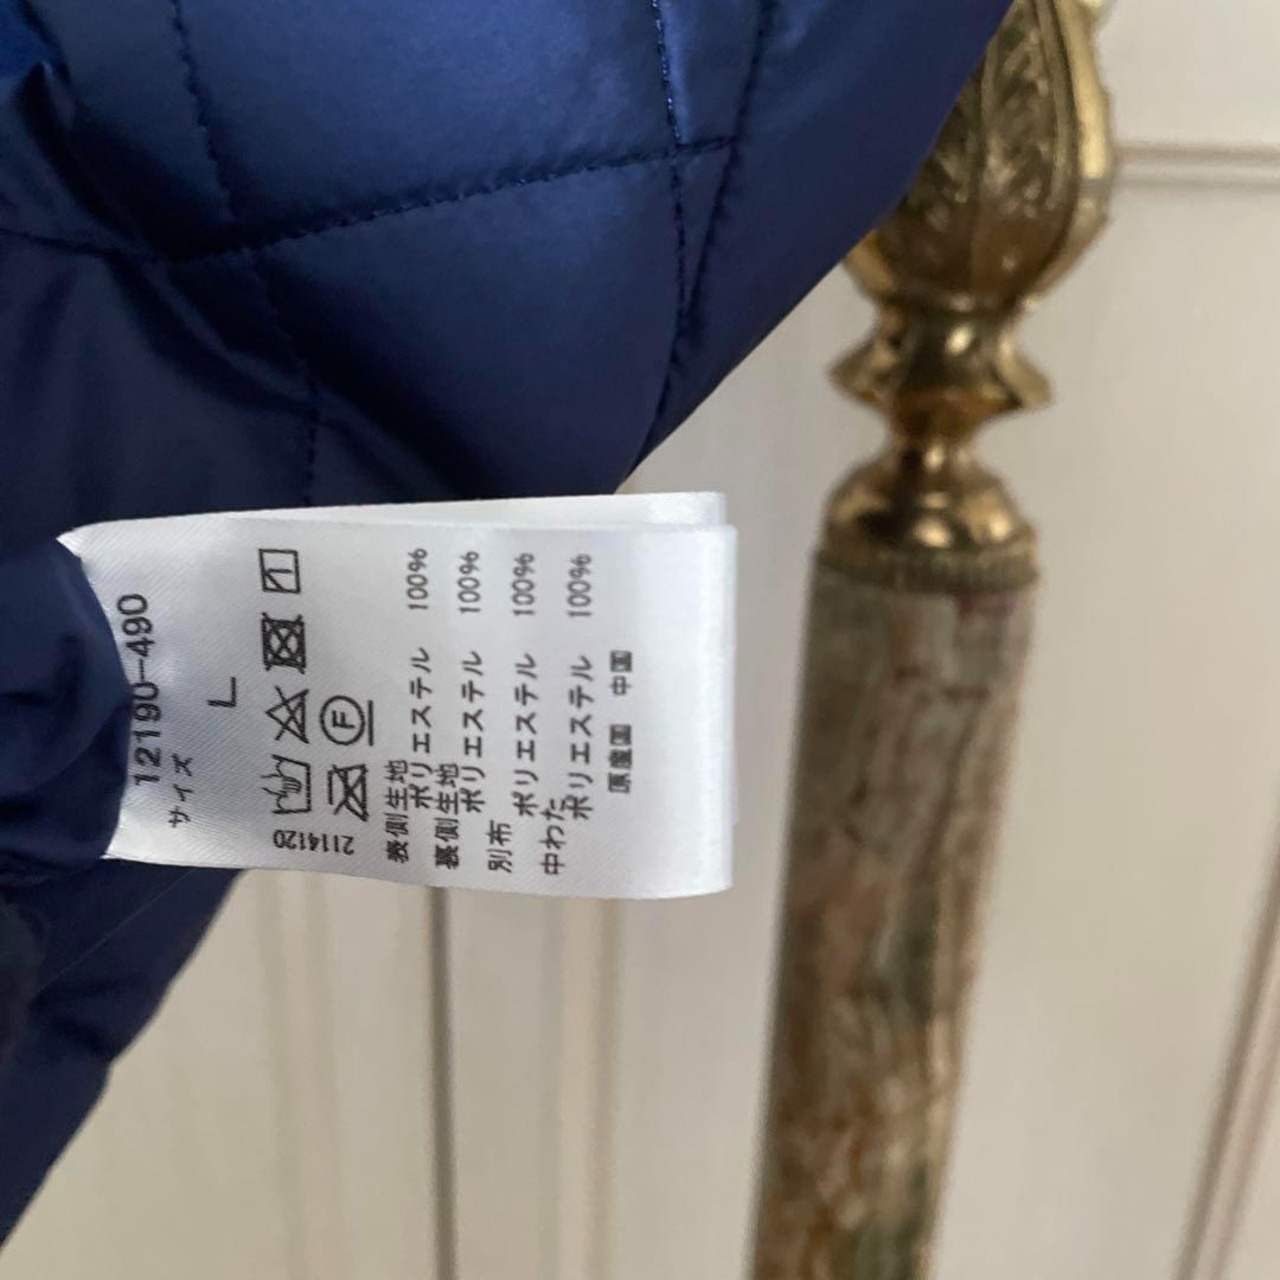 12190-490
サイズ
L
2114120
F
表側生地
ポリエステル 100%
裏側生地
ポリエステル 100%
別布
ポリエステル 100%
中わた
ポリエステル 100%
原産国 中国